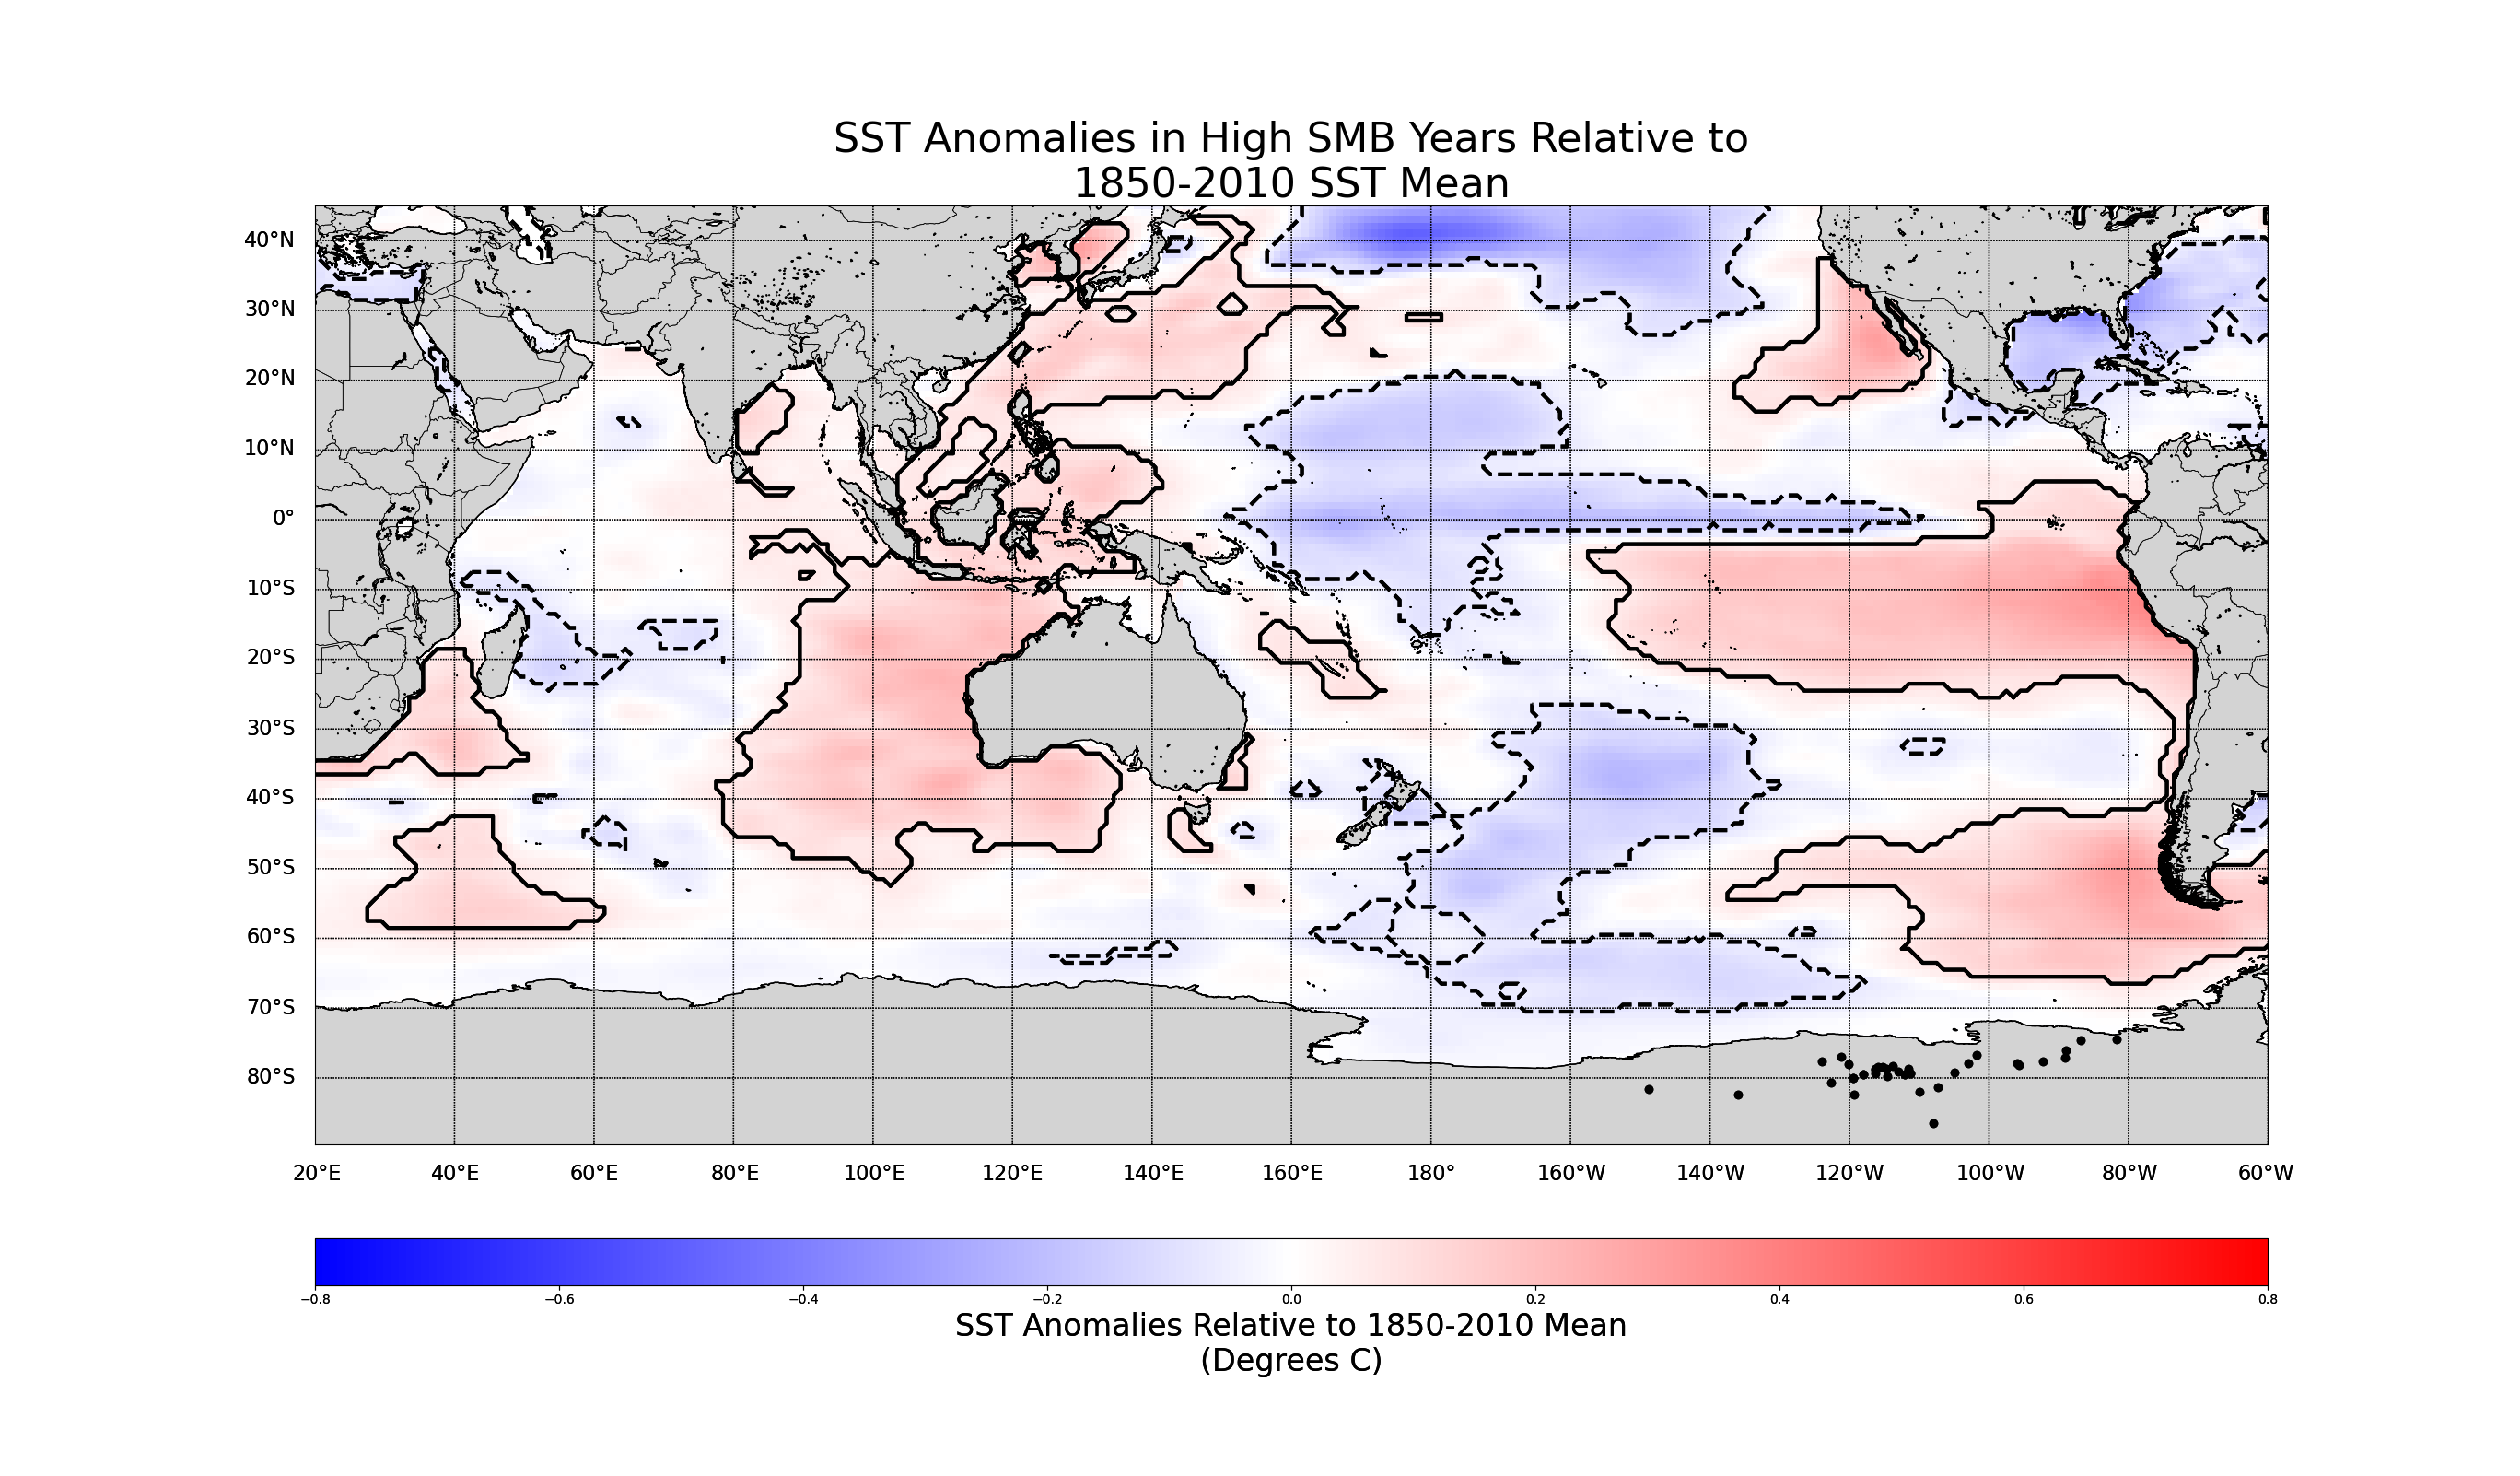 SST Anomalies in High SMB Years Relative to
1850-2010 SST Mean
40°N
30°N
20°N
10°N
0°
10°S
20°S
30°S
40°S
50°S
60°S
70°S
80°S
20°E 40°E 60°E 80°E 100°E 120°E 140°E 160°E 180° 160°W 140°W 120°W 100°W 80°W 60°W
−0.8 −0.6 −0.4 −0.2 0.0 0.2 0.4 0.6 0.8
SST Anomalies Relative to 1850-2010 Mean
(Degrees C)